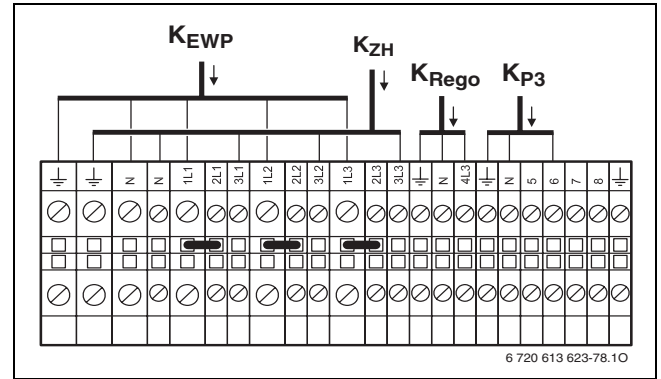 KEWP
KZH
KRego
KP3
N N 1L1 2L1 3L1 1L2 2L2 3L2 1L3 2L3 3L3 N 4L3 N 5 6 7 8
6 720 613 623-78.1O